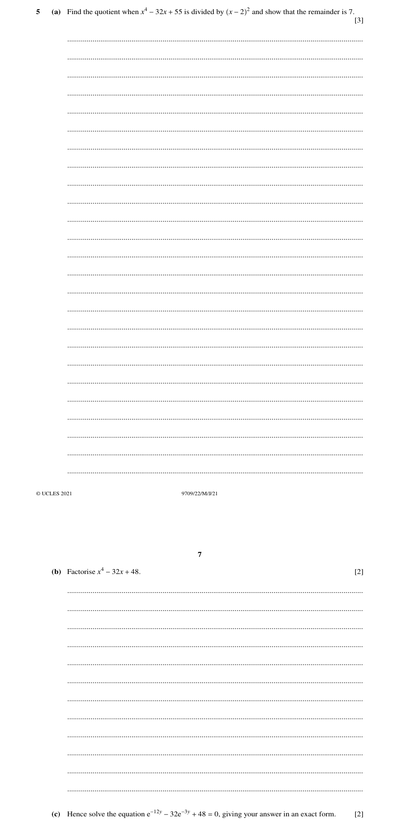 5 (a) Find the quotient when x⁴ − 32x + 55 is divided by (x − 2)² and show that the remainder is 7.
[3]
© UCLES 2021 9709/22/M/J/21
7
(b) Factorise x⁴ − 32x + 48. [2]
(c) Hence solve the equation e⁻¹²ʸ − 32e⁻³ʸ + 48 = 0, giving your answer in an exact form. [2]